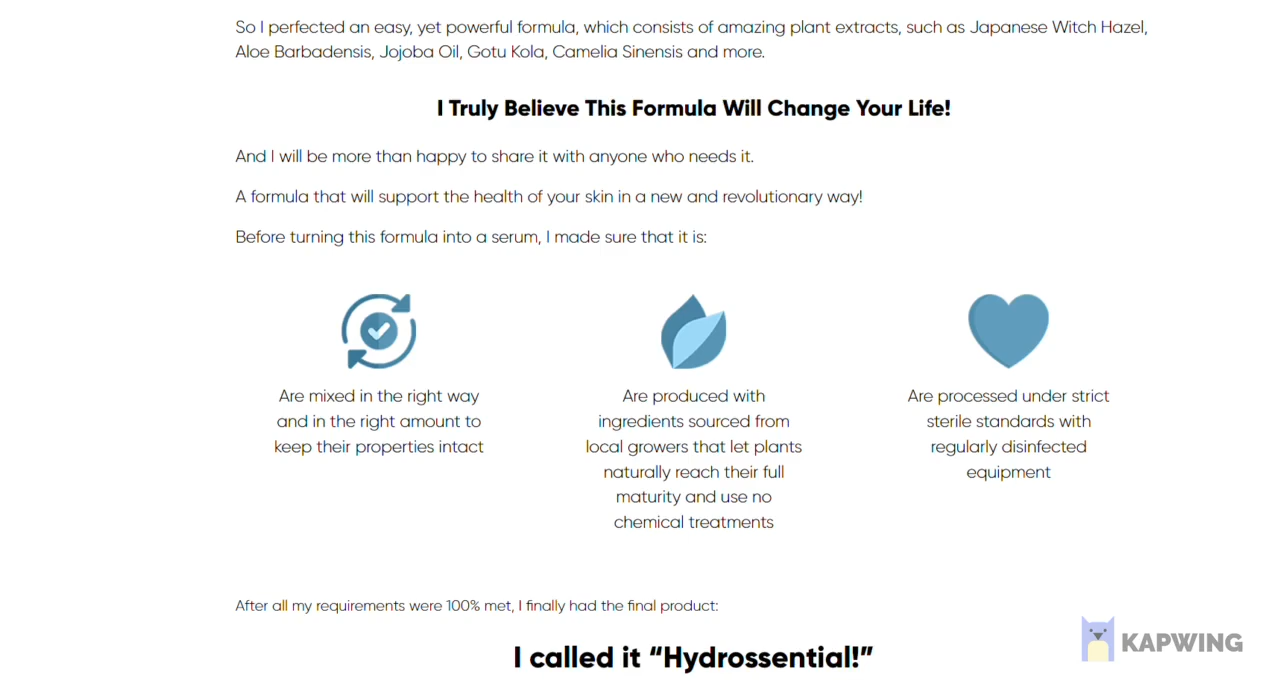 So I perfected an easy, yet powerful formula, which consists of amazing plant extracts, such as Japanese Witch Hazel,
Aloe Barbadensis, Jojoba Oil, Gotu Kola, Camelia Sinensis and more.
I Truly Believe This Formula Will Change Your Life!
And I will be more than happy to share it with anyone who needs it.
A formula that will support the health of your skin in a new and revolutionary way!
Before turning this formula into a serum, I made sure that it is:
Are mixed in the right way
and in the right amount to
keep their properties intact
Are produced with
ingredients sourced from
local growers that let plants
naturally reach their full
maturity and use no
chemical treatments
Are processed under strict
sterile standards with
regularly disinfected
equipment
After all my requirements were 100% met, I finally had the final product:
I called it “Hydrossential!”
KAPWING